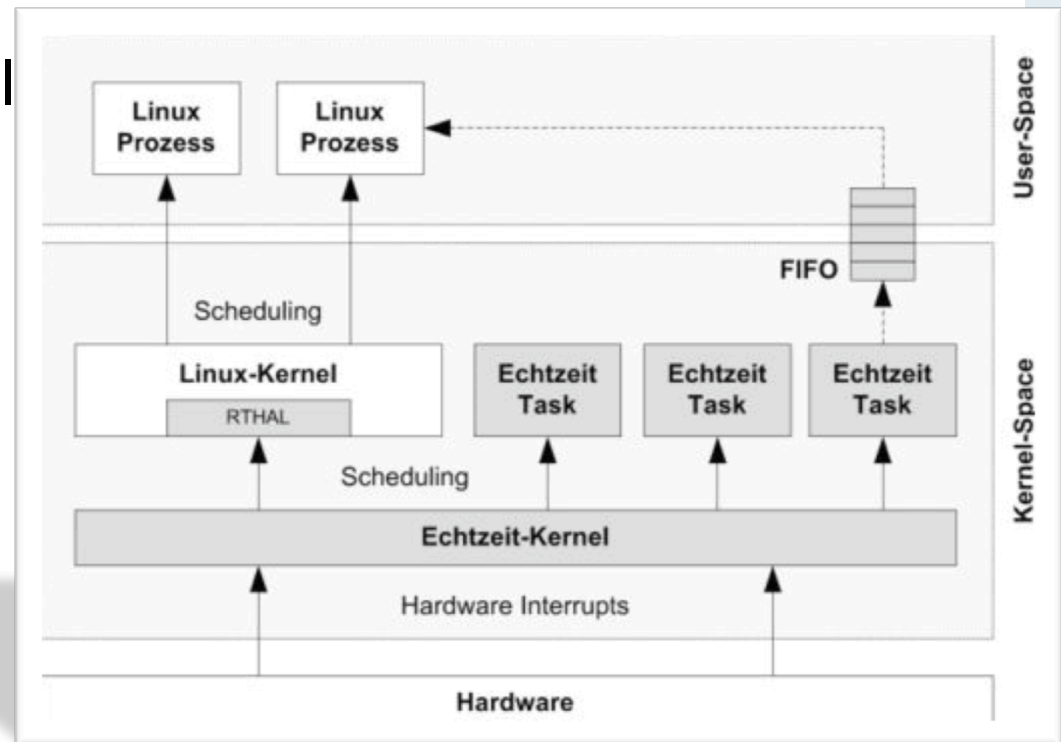 Linux
Prozess
Linux
Prozess
User-Space
FIFO
Scheduling
Linux-Kernel
RTHAL
Echtzeit
Task
Echtzeit
Task
Echtzeit
Task
Kernel-Space
Scheduling
Echtzeit-Kernel
Hardware Interrupts
Hardware